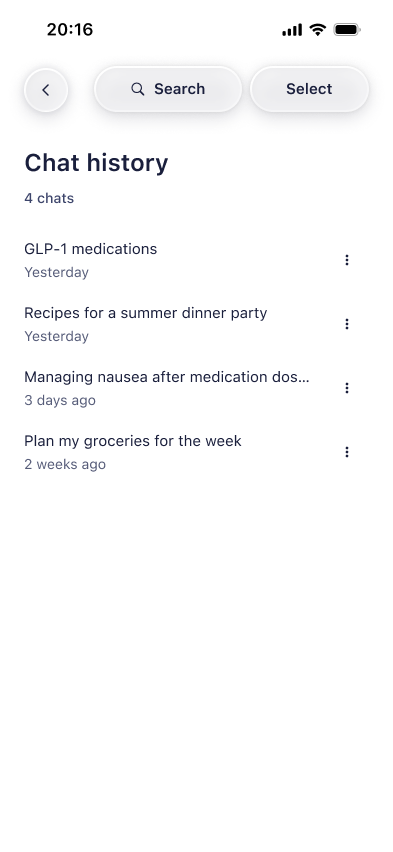 20:16
Search
Select
Chat history
4 chats
GLP-1 medications
Yesterday
Recipes for a summer dinner party
Yesterday
Managing nausea after medication dos...
3 days ago
Plan my groceries for the week
2 weeks ago